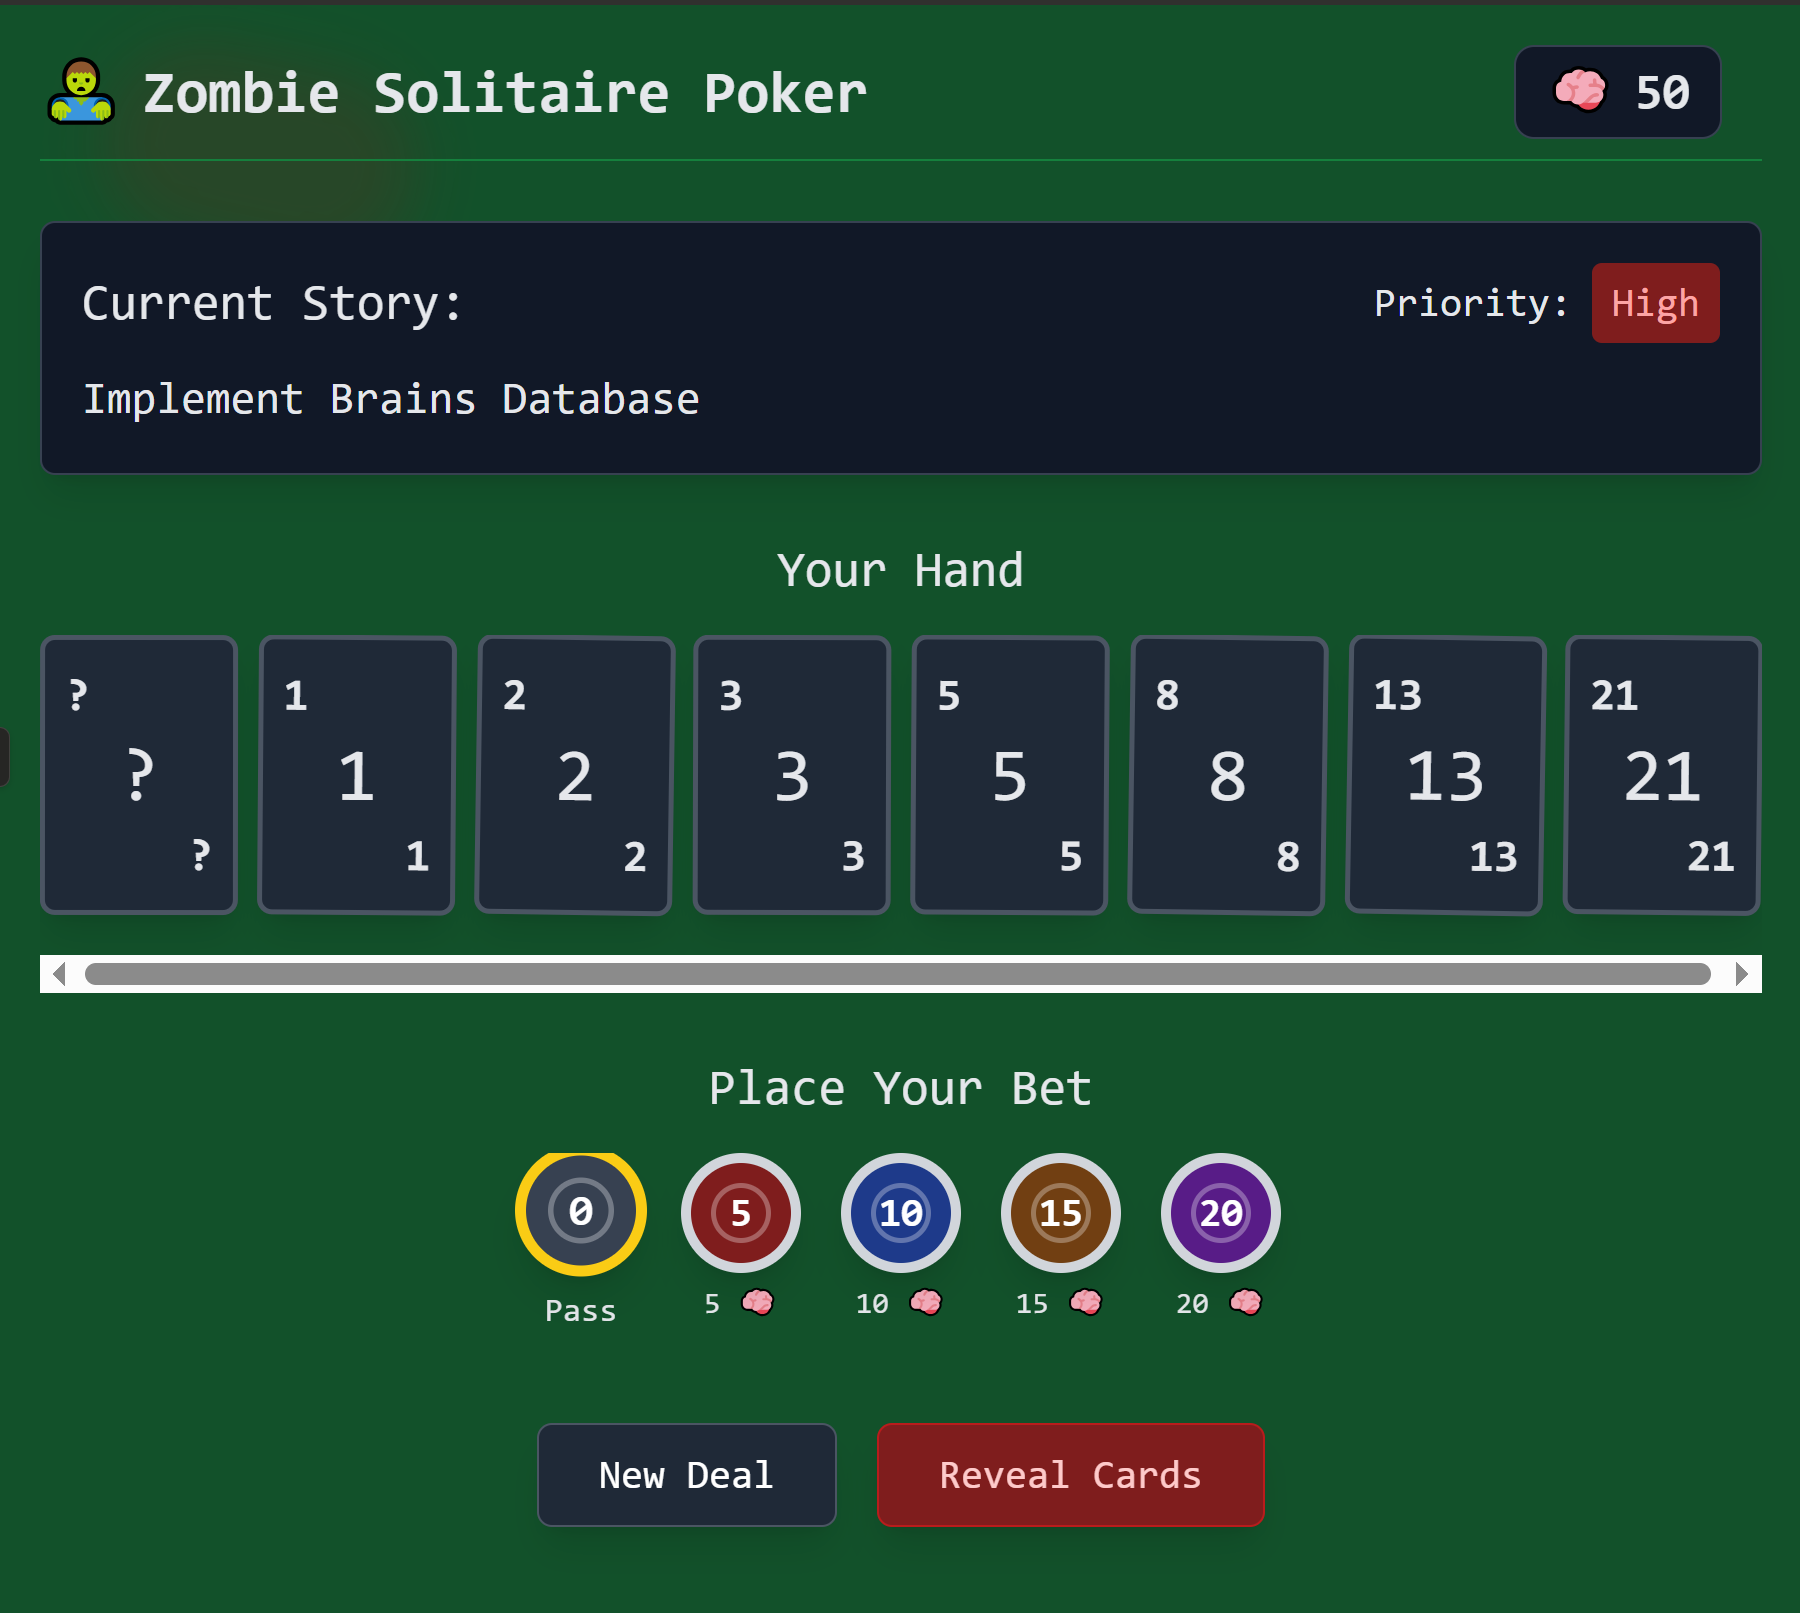 Zombie Solitaire Poker
50
Current Story:
Priority: High
Implement Brains Database
Your Hand
? 1 2 3 5 8 13 21
? 1 2 3 5 8 13 21
? 1 2 3 5 8 13 21
Place Your Bet
0 5 10 15 20
Pass 5 10 15 20
New Deal Reveal Cards